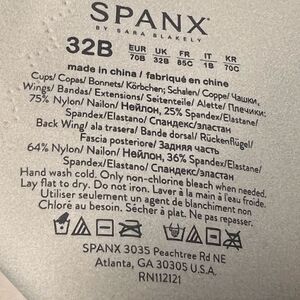 SPANX
BY SARA BLAKELY
32B EUR 70B UK 32B FR 85C IT 1B KR 70C
made in china / fabriqué en chine
Cups/ Copas/ Bonnets/ Körbchen/ Schalen/ Coppe/ Чашки.
Wings/ Bandas/ Extensions/ Seitenteile/ Alette/ Плечики:
75% Nylon/ Nailon/ Нейлон, 25% Spandex/Elastane/
Spandex/Elastano/ Спандекс/эластан
Back Wing/ ala trasera/ Bande dorsal/ Rückenflügel/
Fascia posteriore/ Задняя часть
64% Nylon/ Nailon/ Нейлон, 36% Spandex/Elastane/
Spandex/Elastano/ Спандекс/эластан
Hand wash cold. Only non-chlorine bleach when needed.
Lay flat to dry. Do not iron. Laver à la main à l'eau froide.
Utiliser seulement un agent de blanchiment non
Chloré au besoin. Sécher à plat. Ne pas repasser.
SPANX 3035 Peachtree Rd NE
Atlanta, GA 30305 U.S.A.
RN112121